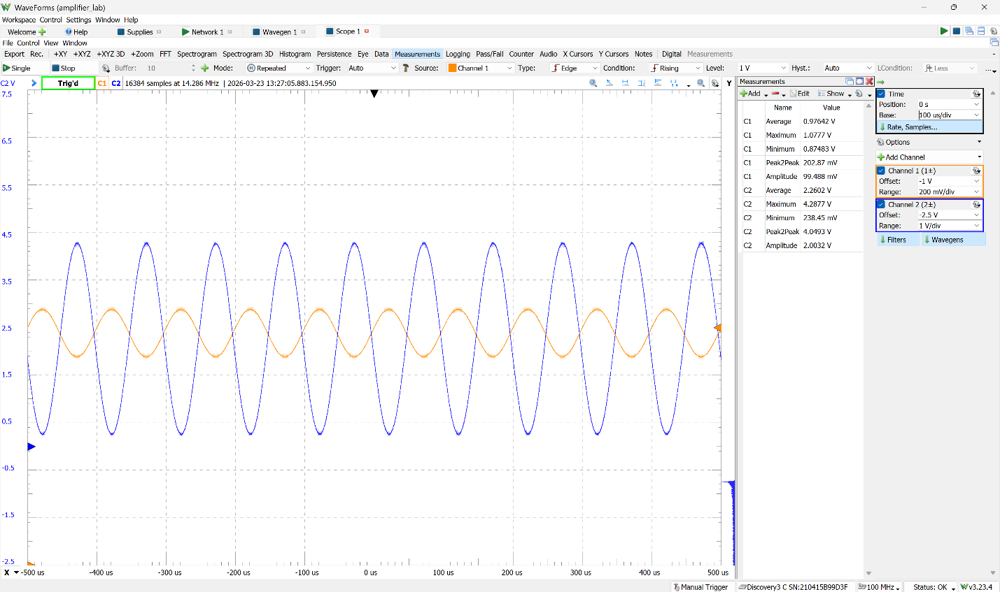 WaveForms (amplifier_lab)
Workspace Control Settings Window Help
Welcome Help Supplies Network 1 Wavegen 1 Scope 1
File Control View Window
Export Rec. +XY +XYZ +XYZ 3D +Zoom FFT Spectrogram Spectrogram 3D Histogram Persistence Eye Data Measurements Logging Pass/Fail Counter Audio X Cursors Y Cursors Notes Digital Measurements
Single Stop Buffer: 10 Mode: Repeated Trigger: Auto Source: Channel 1 Type: Edge Condition: Rising Level: 1 V Hyst.: Auto LCondition: Less ...
C2 V Trig'd C1 C2 16384 samples at 14.286 MHz | 2026-03-23 13:27:05.883.154.950 Y
7.5
6.5
5.5
4.5
3.5
2.5
1.5
0.5
-0.5
-1.5
-2.5
X -500 us -400 us -300 us -200 us -100 us 0 us 100 us 200 us 300 us 400 us 500 us
Measurements
Add Edit Show
Name Value
C1 Average 0.97642 V
C1 Maximum 1.0777 V
C1 Minimum 0.87483 V
C1 Peak2Peak 202.87 mV
C1 Amplitude 99.488 mV
C2 Average 2.2602 V
C2 Maximum 4.2877 V
C2 Minimum 238.45 mV
C2 Peak2Peak 4.0493 V
C2 Amplitude 2.0032 V
Time
Position: 0 s
Base: 100 us/div
Rate, Samples...
Options
Add Channel
Channel 1 (1±)
Offset: -1 V
Range: 200 mV/div
Channel 2 (2±)
Offset: -2.5 V
Range: 1 V/div
Filters Wavegens
Manual Trigger Discovery3 C SN:210415B99D3F 100 MHz Status: OK v3.23.4